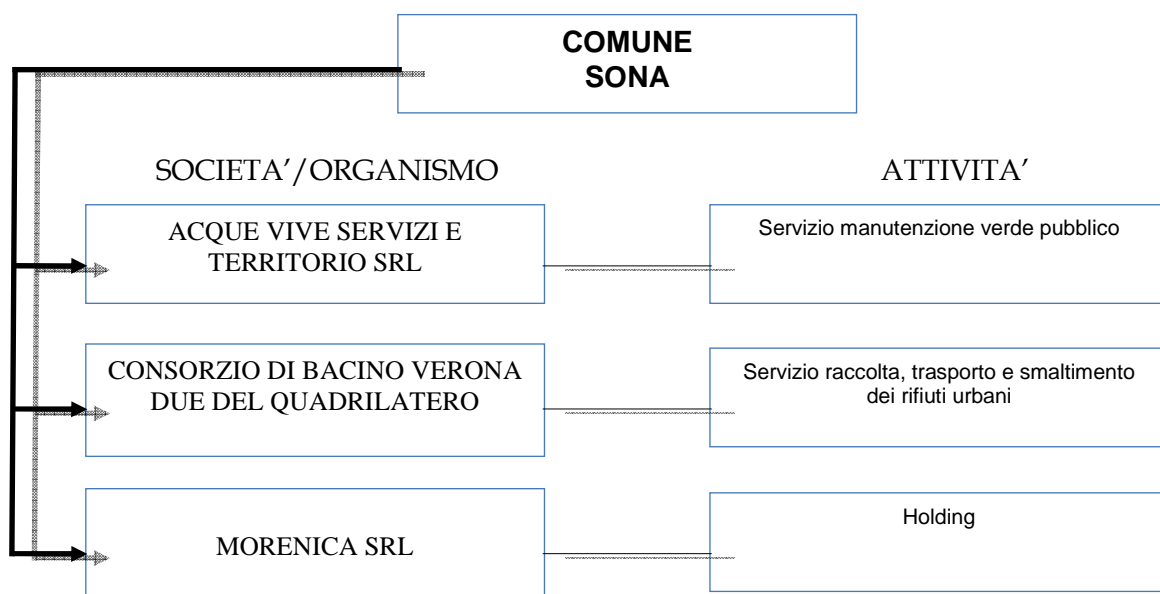 COMUNE
SONA
SOCIETA’/ORGANISMO
ATTIVITA’
ACQUE VIVE SERVIZI E
TERRITORIO SRL
Servizio manutenzione verde pubblico
CONSORZIO DI BACINO VERONA
DUE DEL QUADRILATERO
Servizio raccolta, trasporto e smaltimento
dei rifiuti urbani
MORENICA SRL
Holding